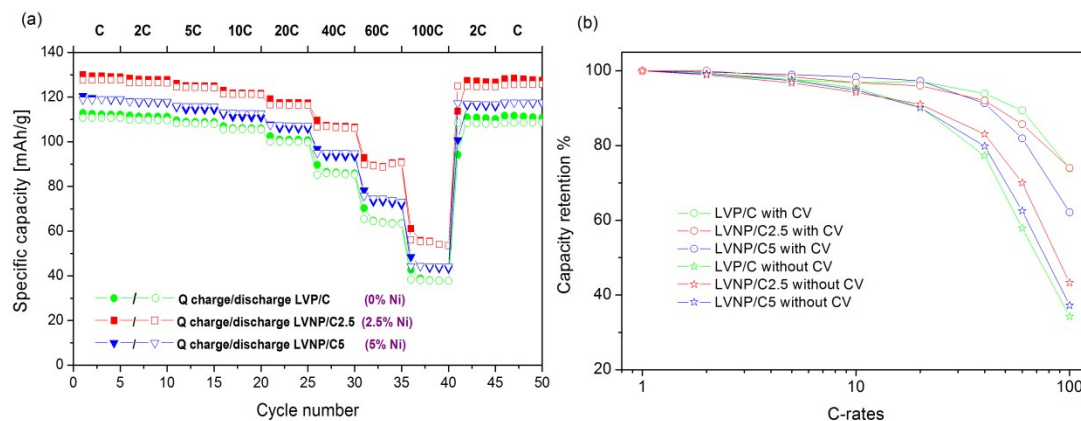 (a)
C 2C 5C 10C 20C 40C 60C 100C 2C C
140
120
100
80
60
40
20
0
Specific capacity [mAh/g]
/ Q charge/discharge LVP/C (0% Ni)
/ Q charge/discharge LVNP/C2.5 (2.5% Ni)
/ Q charge/discharge LVNP/C5 (5% Ni)
0 5 10 15 20 25 30 35 40 45 50
Cycle number
(b)
100
80
60
40
20
Capacity retention %
LVP/C with CV
LVNP/C2.5 with CV
LVNP/C5 with CV
LVP/C without CV
LVNP/C2.5 without CV
LVNP/C5 without CV
1 10 100
C-rates